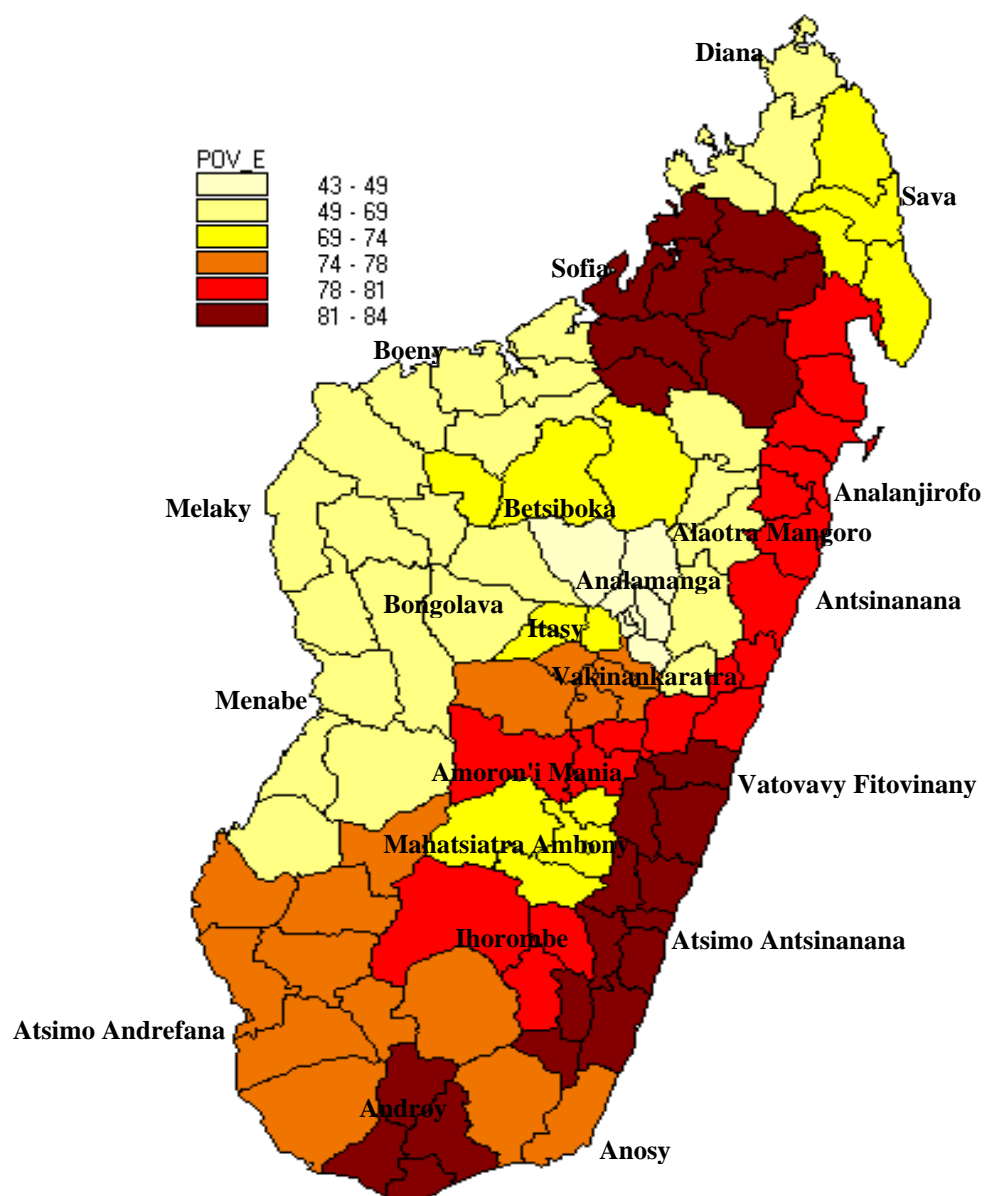 Diana
POV_E
43 - 49
49 - 69
69 - 74
74 - 78
78 - 81
81 - 84
Sava
Sofia
Boeny
Melaky
Betsiboka
Analanjirofo
Alaotra Mangoro
Analamanga
Bongolava
Antsinanana
Itasy
Vakinankaratra
Menabe
Amoron'i Mania
Vatovavy Fitovinany
Mahatsiatra Ambony
Ihorombe
Atsimo Antsinanana
Atsimo Andrefana
Androy
Anosy